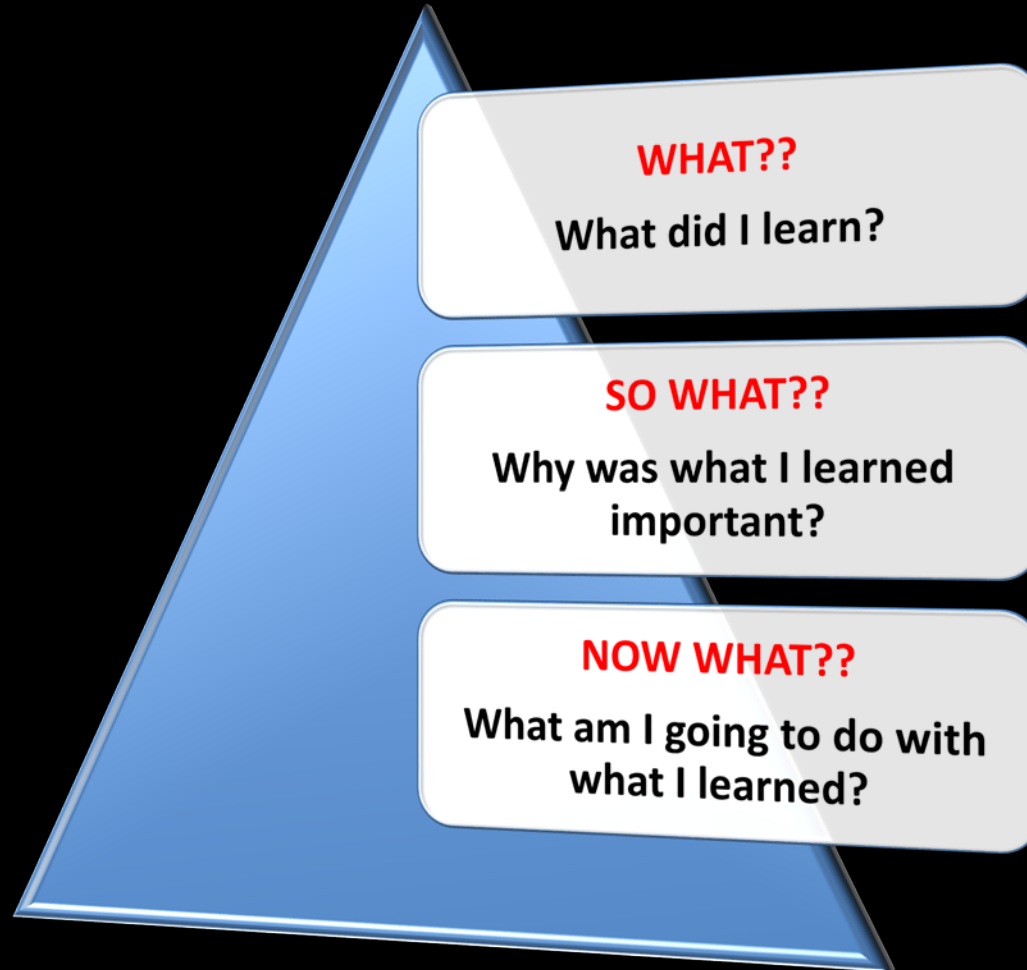 WHAT??
What did I learn?
SO WHAT??
Why was what I learned
important?
NOW WHAT??
What am I going to do with
what I learned?